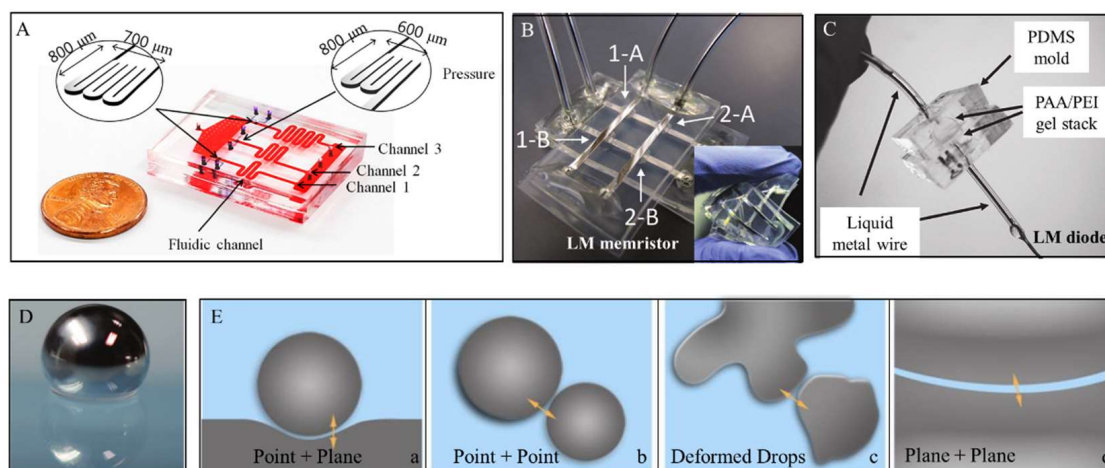 A
800 μm
700 μm
800 μm
600 μm
Pressure
Channel 3
Channel 2
Channel 1
Fluidic channel
B
1-A
2-A
1-B
2-B
LM memristor
C
PDMS
mold
PAA/PEI
gel stack
Liquid
metal wire
LM diode
D
E
Point + Plane
a
Point + Point
b
Deformed Drops
c
Plane + Plane